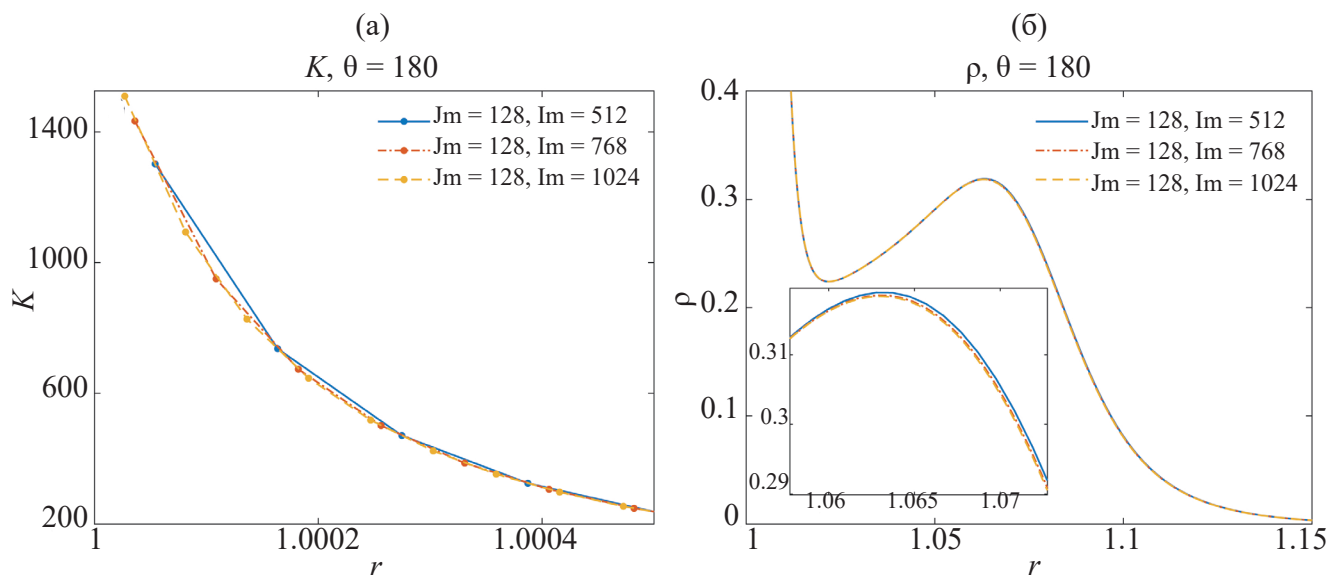 (а)
K, θ = 180
Jm = 128, Im = 512
Jm = 128, Im = 768
Jm = 128, Im = 1024
1400
1000
600
200
K
1
1.0002
1.0004
r
(б)
ρ, θ = 180
Jm = 128, Im = 512
Jm = 128, Im = 768
Jm = 128, Im = 1024
0.4
0.3
0.2
0.1
0
ρ
0.31
0.3
0.29
1.06
1.065
1.07
1
1.05
1.1
1.15
r